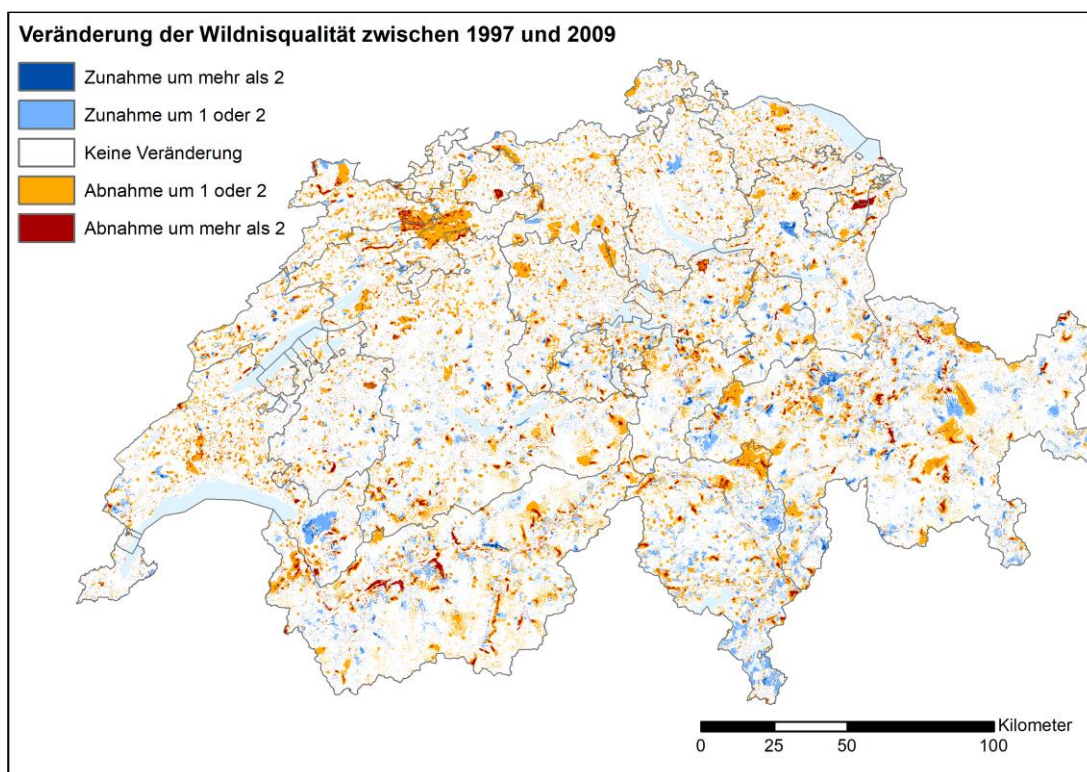 Veränderung der Wildnisqualität zwischen 1997 und 2009
Zunahme um mehr als 2
Zunahme um 1 oder 2
Keine Veränderung
Abnahme um 1 oder 2
Abnahme um mehr als 2
Kilometer
0 25 50 100